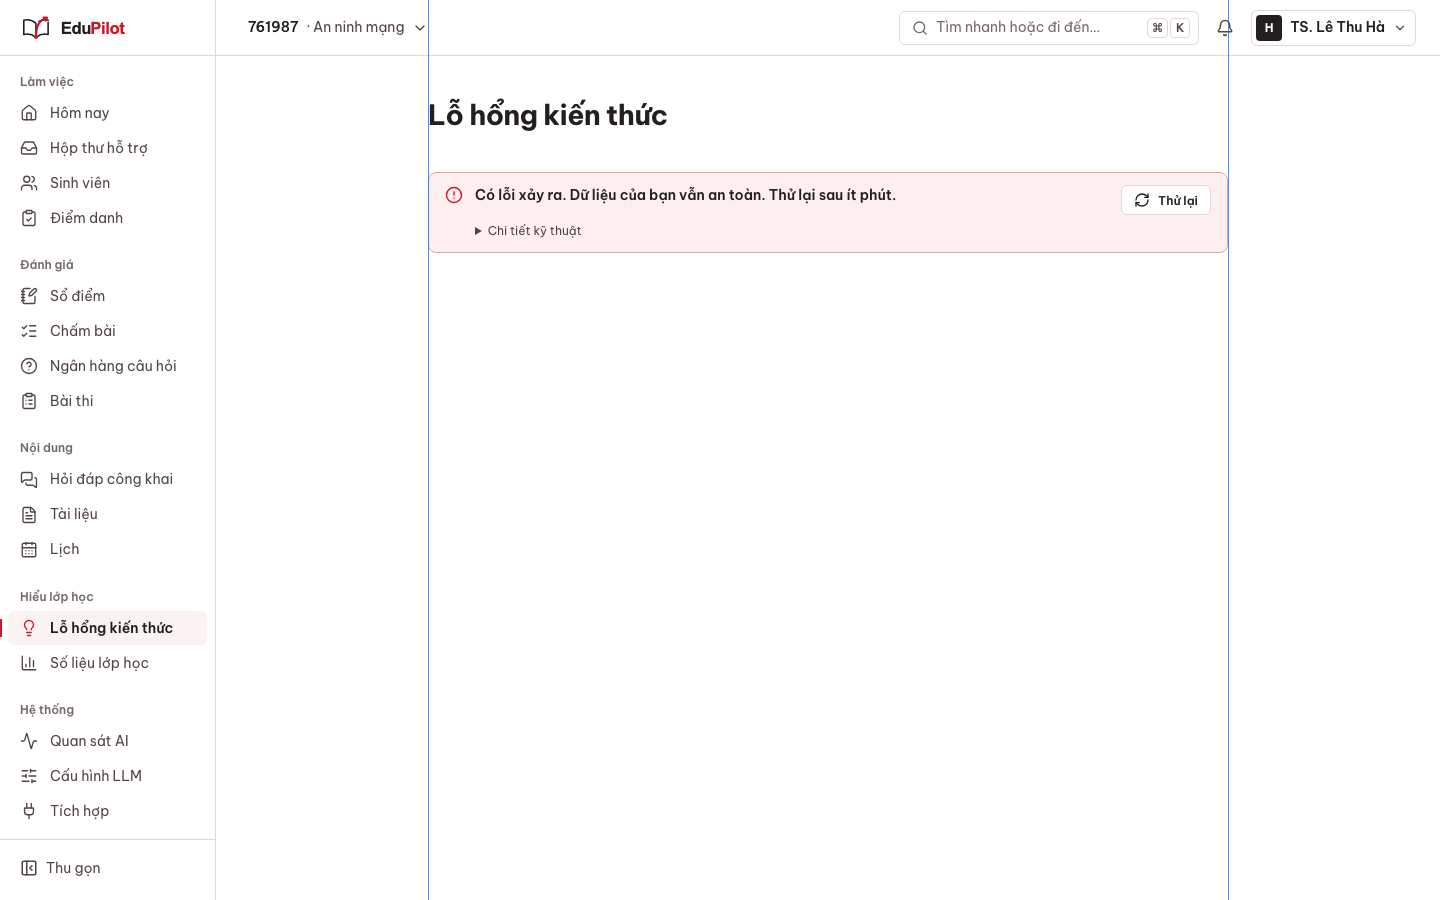 EduPilot
761987 · An ninh mạng
Tìm nhanh hoặc đi đến...
⌘ K
H
TS. Lê Thu Hà
Làm việc
Hôm nay
Hộp thư hỗ trợ
Sinh viên
Điểm danh
Đánh giá
Sổ điểm
Chấm bài
Ngân hàng câu hỏi
Bài thi
Nội dung
Hỏi đáp công khai
Tài liệu
Lịch
Hiểu lớp học
Lỗ hổng kiến thức
Số liệu lớp học
Hệ thống
Quan sát AI
Cấu hình LLM
Tích hợp
Thu gọn
Lỗ hổng kiến thức
Có lỗi xảy ra. Dữ liệu của bạn vẫn an toàn. Thử lại sau ít phút.
Thử lại
Chi tiết kỹ thuật